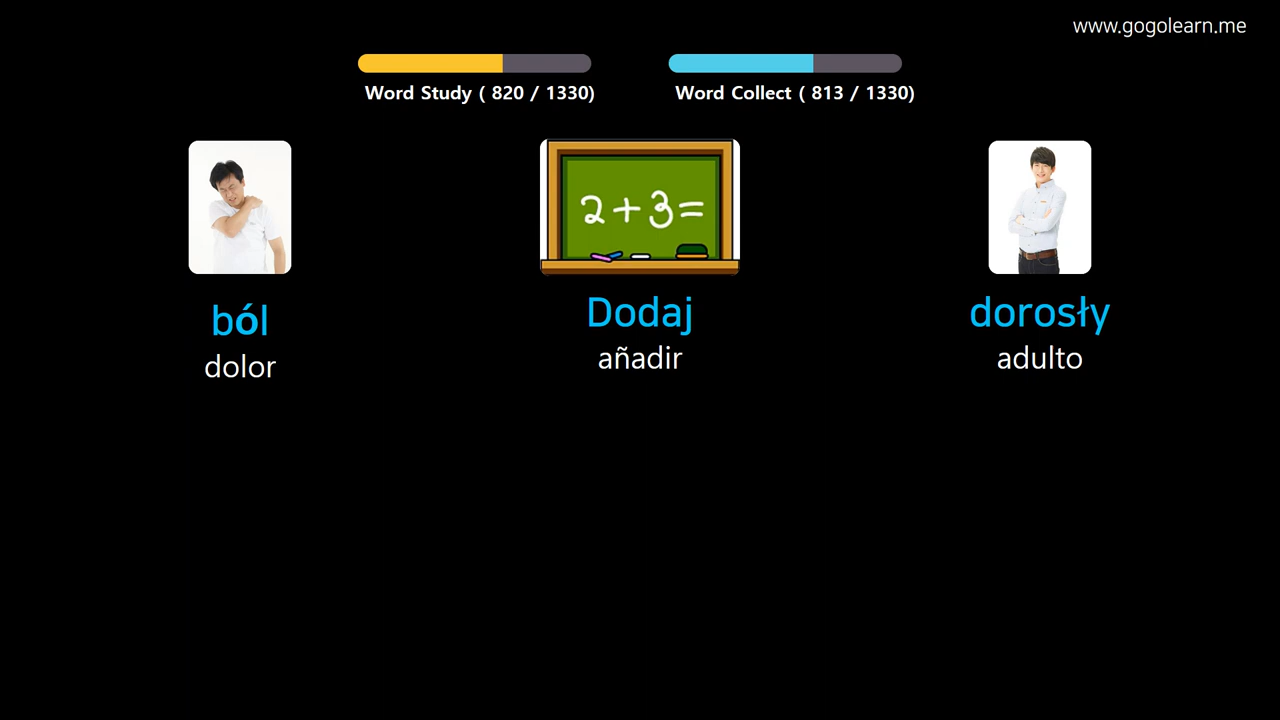 www.gogolearn.me
Word Study ( 820 / 1330)
Word Collect ( 813 / 1330)
2+3=
ból
dolor
Dodaj
añadir
dorosły
adulto